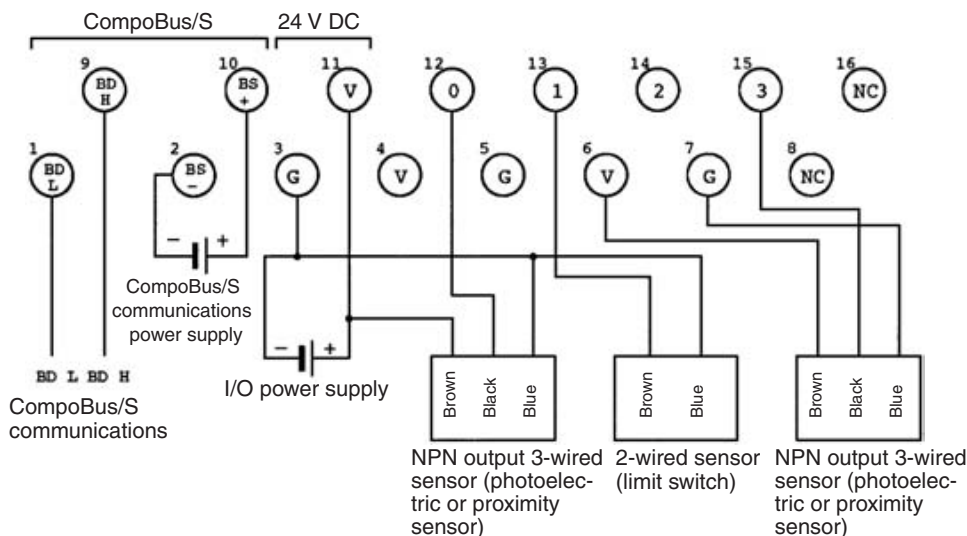 CompoBus/S 24 V DC
9 10 11 12 13 14 15 16
BD H BS + V 0 1 2 3 NC
1 2 3 4 5 6 7 8
BD L BS − G V G V G NC
− +
CompoBus/S
communications
power supply
− +
I/O power supply
BD L BD H
CompoBus/S
communications
Brown Black Blue
Brown Blue
Brown Black Blue
NPN output 3-wired
sensor (photoelec-
tric or proximity
sensor)
2-wired sensor
(limit switch)
NPN output 3-wired
sensor (photoelec-
tric or proximity
sensor)